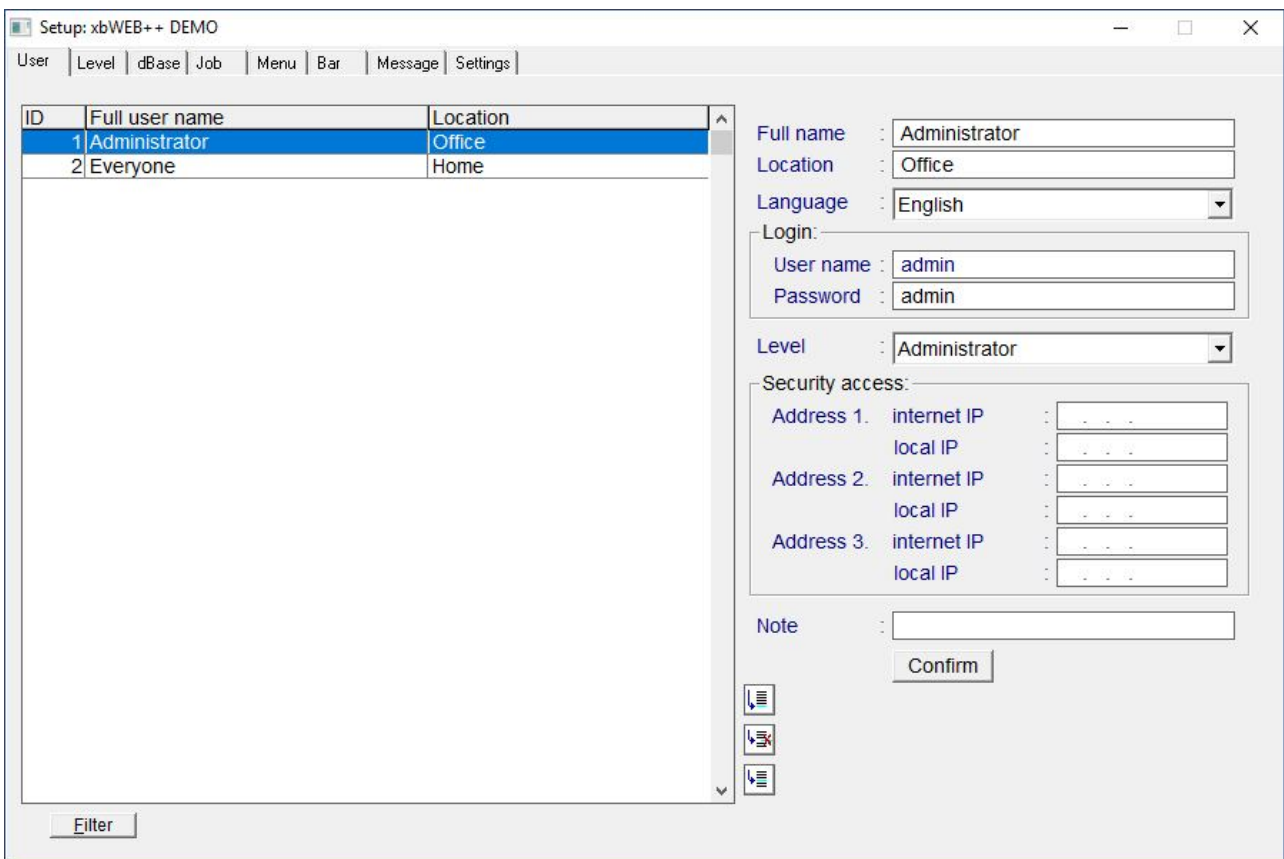 Setup: xbWEB++ DEMO
User Level dBase Job Menu Bar Message Settings
ID Full user name Location
1 Administrator Office
2 Everyone Home
Full name : Administrator
Location : Office
Language : English
Login:
User name : admin
Password : admin
Level : Administrator
Security access:
Address 1. internet IP : . . .
local IP : . . .
Address 2. internet IP : . . .
local IP : . . .
Address 3. internet IP : . . .
local IP : . . .
Note :
Confirm
Filter